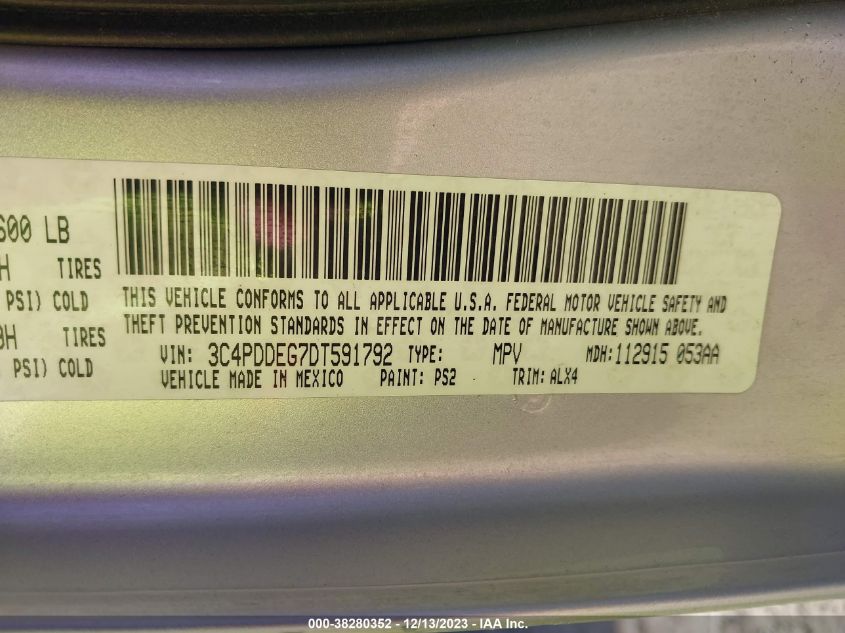 600 LB
H TIRES
PSI) COLD
0H TIRES
PSI) COLD
THIS VEHICLE CONFORMS TO ALL APPLICABLE U.S.A. FEDERAL MOTOR VEHICLE SAFETY AND
THEFT PREVENTION STANDARDS IN EFFECT ON THE DATE OF MANUFACTURE SHOWN ABOVE.
VIN: 3C4PDDEG7DT591792 TYPE: MPV MDH: 112915 053AA
VEHICLE MADE IN MEXICO PAINT: PS2 TRIM: ALX4
000-38280352 - 12/13/2023 - IAA Inc.